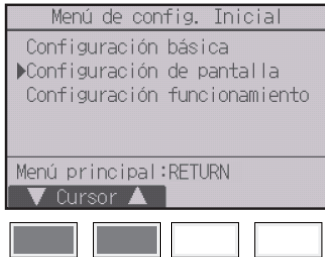 Menú de config. Inicial
Configuración básica
▶Configuración de pantalla
Configuración funcionamiento
Menú principal:RETURN
▼ Cursor ▲